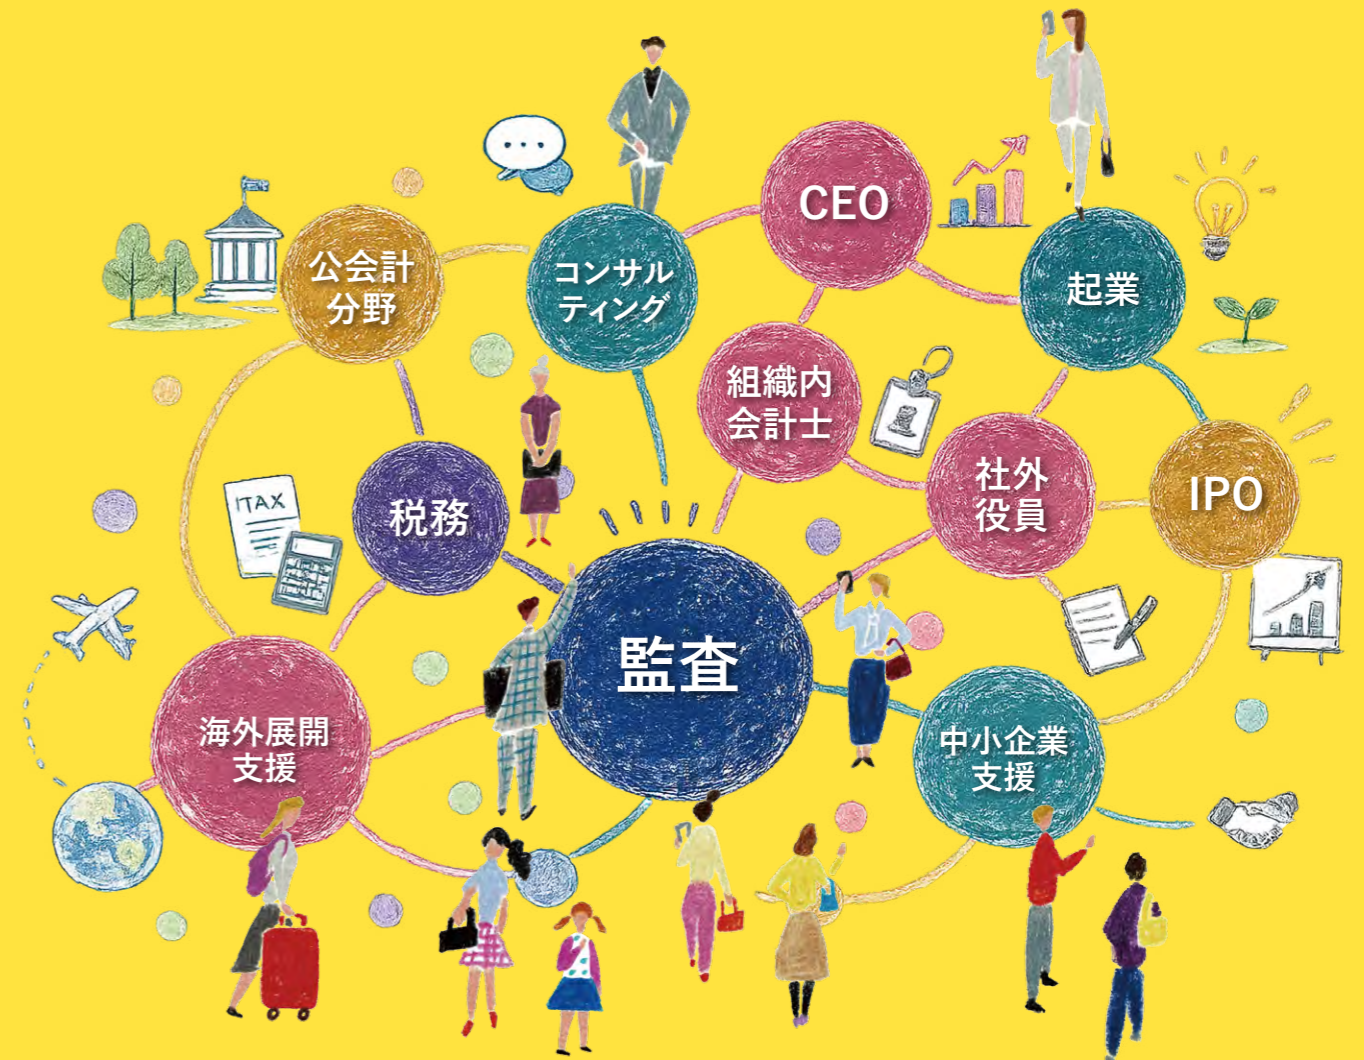 CEO
公会計
分野
コンサル
ティング
起業
組織内
会計士
社外
役員
IPO
TAX
税務
監査
海外展開
支援
中小企業
支援